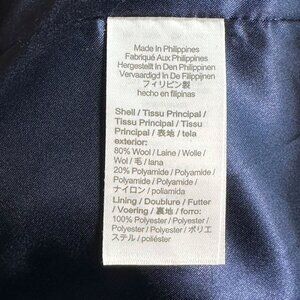 Made In Philippines
Fabriqué Aux Philippines
Hergestellt In Den Philippinen
Vervaardigd In De Filippijnen
フィリピン製
hecho en filipinas
Shell / Tissu Principal /
Tissu Principal / Tissu
Principal / 表地 / tela
exterior:
80% Wool / Laine / Wolle /
Wol / 毛 / lana
20% Polyamide / Polyamide /
Polyamide / Polyamide /
ナイロン / poliamida
Lining / Doublure / Futter
/ Voering / 裏地 / forro:
100% Polyester / Polyester /
Polyester / Polyester / ポリエ
ステル / poliéster